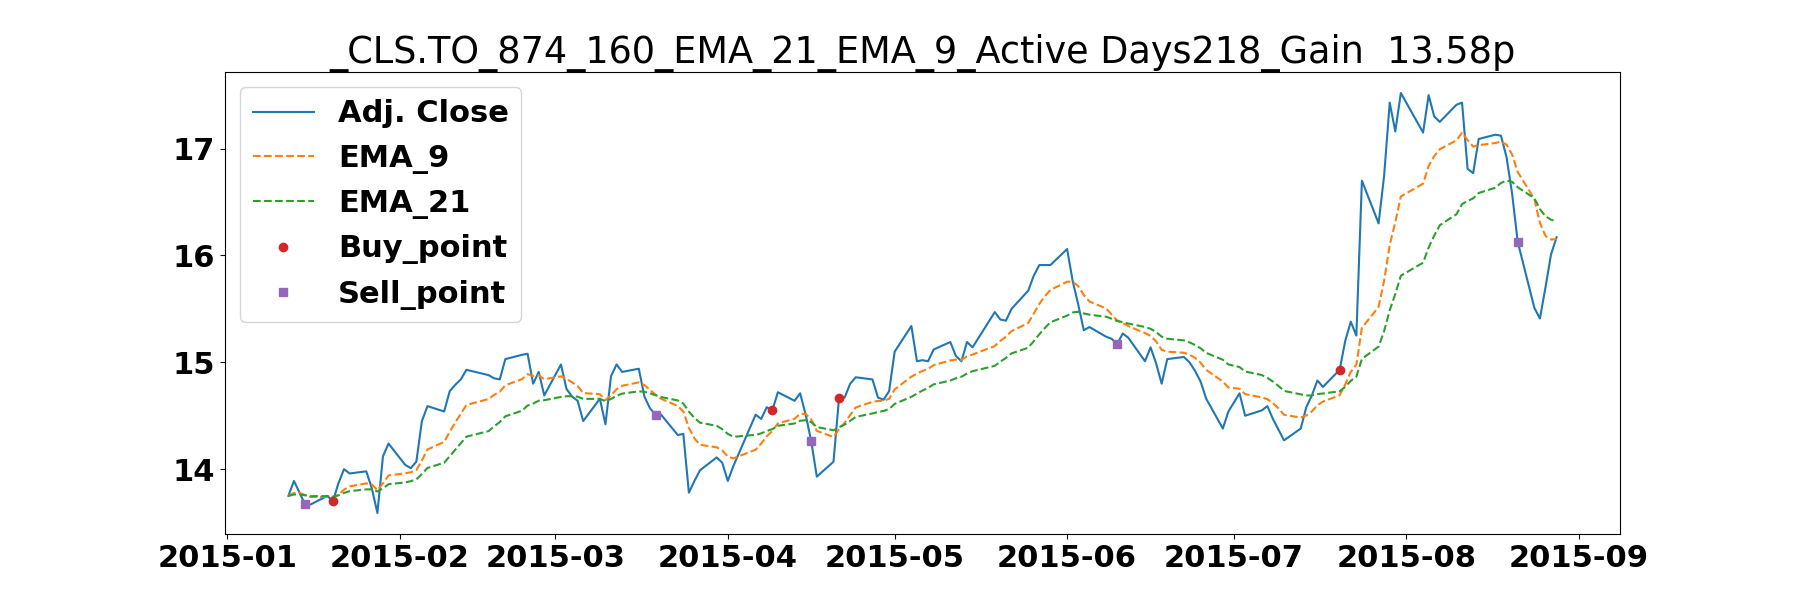 _CLS.TO_874_160_EMA_21_EMA_9_Active Days218_Gain  13.58p
Adj. Close
EMA_9
EMA_21
Buy_point
Sell_point
17
16
15
14
2015-01 2015-02 2015-03 2015-04 2015-05 2015-06 2015-07 2015-08 2015-09